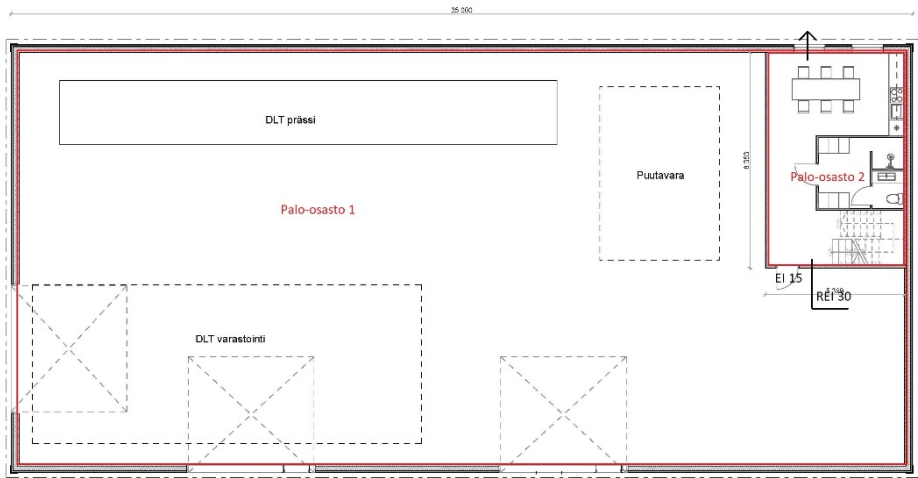 35 000
DLT prässi
8 353
Puutavara
Palo-osasto 2
Palo-osasto 1
EI 15
REI 30
DLT varastointi